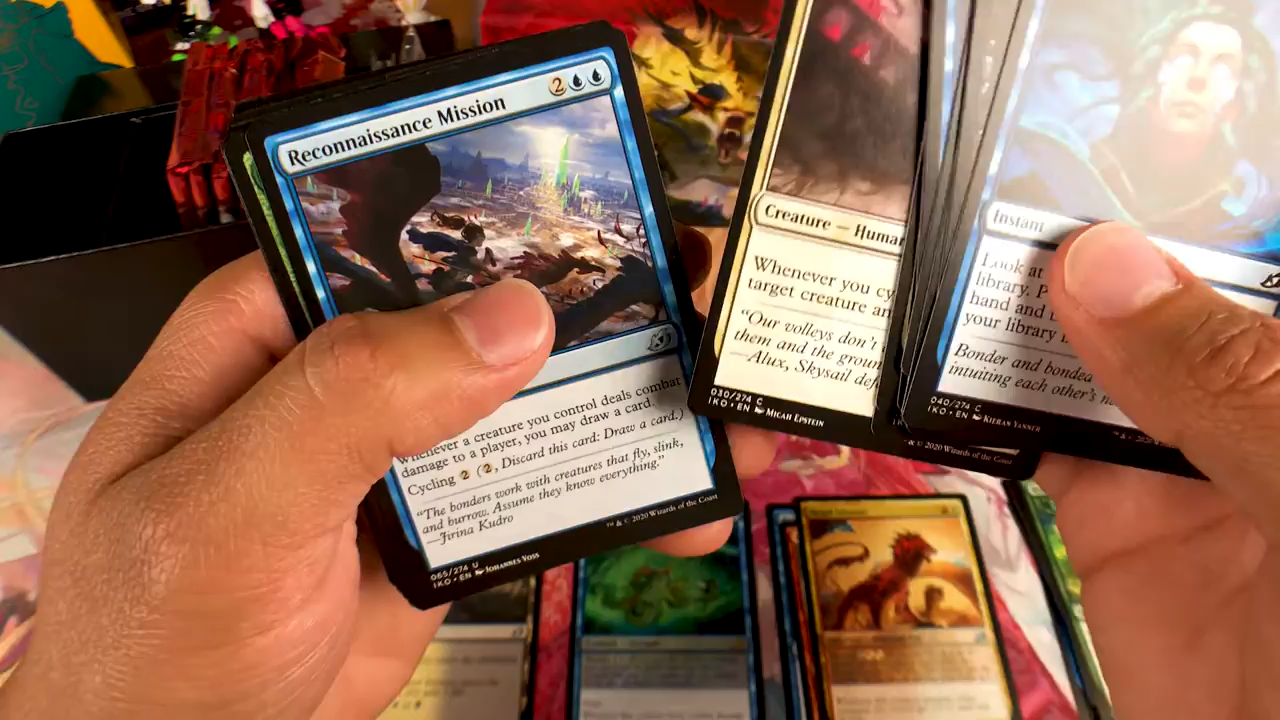 Reconnaissance Mission
2
Whenever a creature you control deals combat
damage to a player, you may draw a card.
Cycling 2 (2, Discard this card: Draw a card.)
"The bonders work with creatures that fly, slink,
and burrow. Assume they know everything."
—Jirina Kudro
065/274 U
IKO • EN JOHANNES VOSS
™ & © 2020 Wizards of the Coast
Creature — Human
Whenever you cy
target creature an
"Our volleys don't
them and the groun
—Alux, Skysail def
030/274 C
IKO • EN MICAH EPSTEIN
& © 2020 Wizards of the Coast
Instant
Look at
library. P
hand and
your library
Bonder and bonded
intuiting each other's
040/274 C
IKO • EN KIERAN YANNER